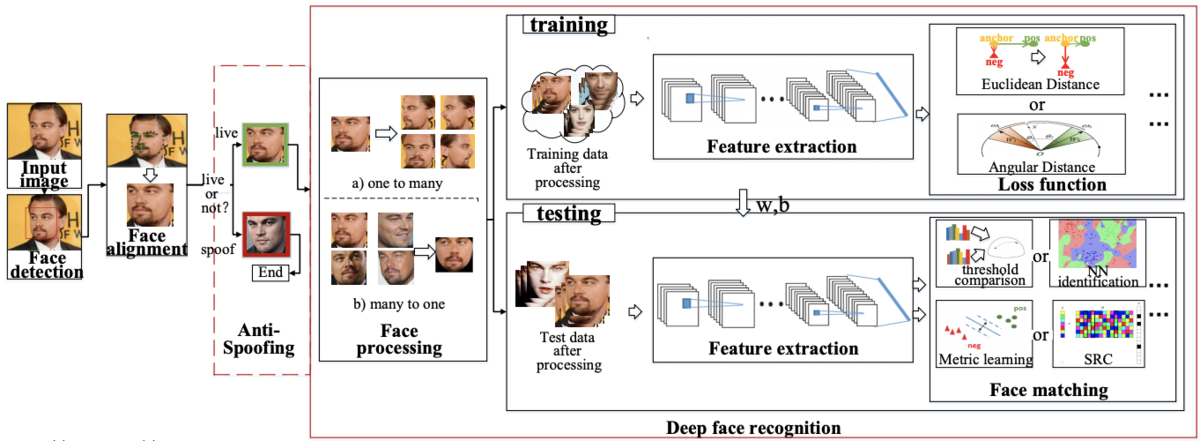 Input
image
Face
detection
Face
alignment
live
live
or
not?
spoof
End
Anti-
Spoofing
a) one to many
b) many to one
Face
processing
training
Training data
after
processing
Feature extraction
anchor pos
neg
anchor pos
neg
Euclidean Distance
or
Angular Distance
Loss function
...
...
w,b
testing
Test data
after
processing
Feature extraction
threshold
comparison
or
NN
identification
...
pos
neg
Metric learning
or
SRC
...
Face matching
Deep face recognition